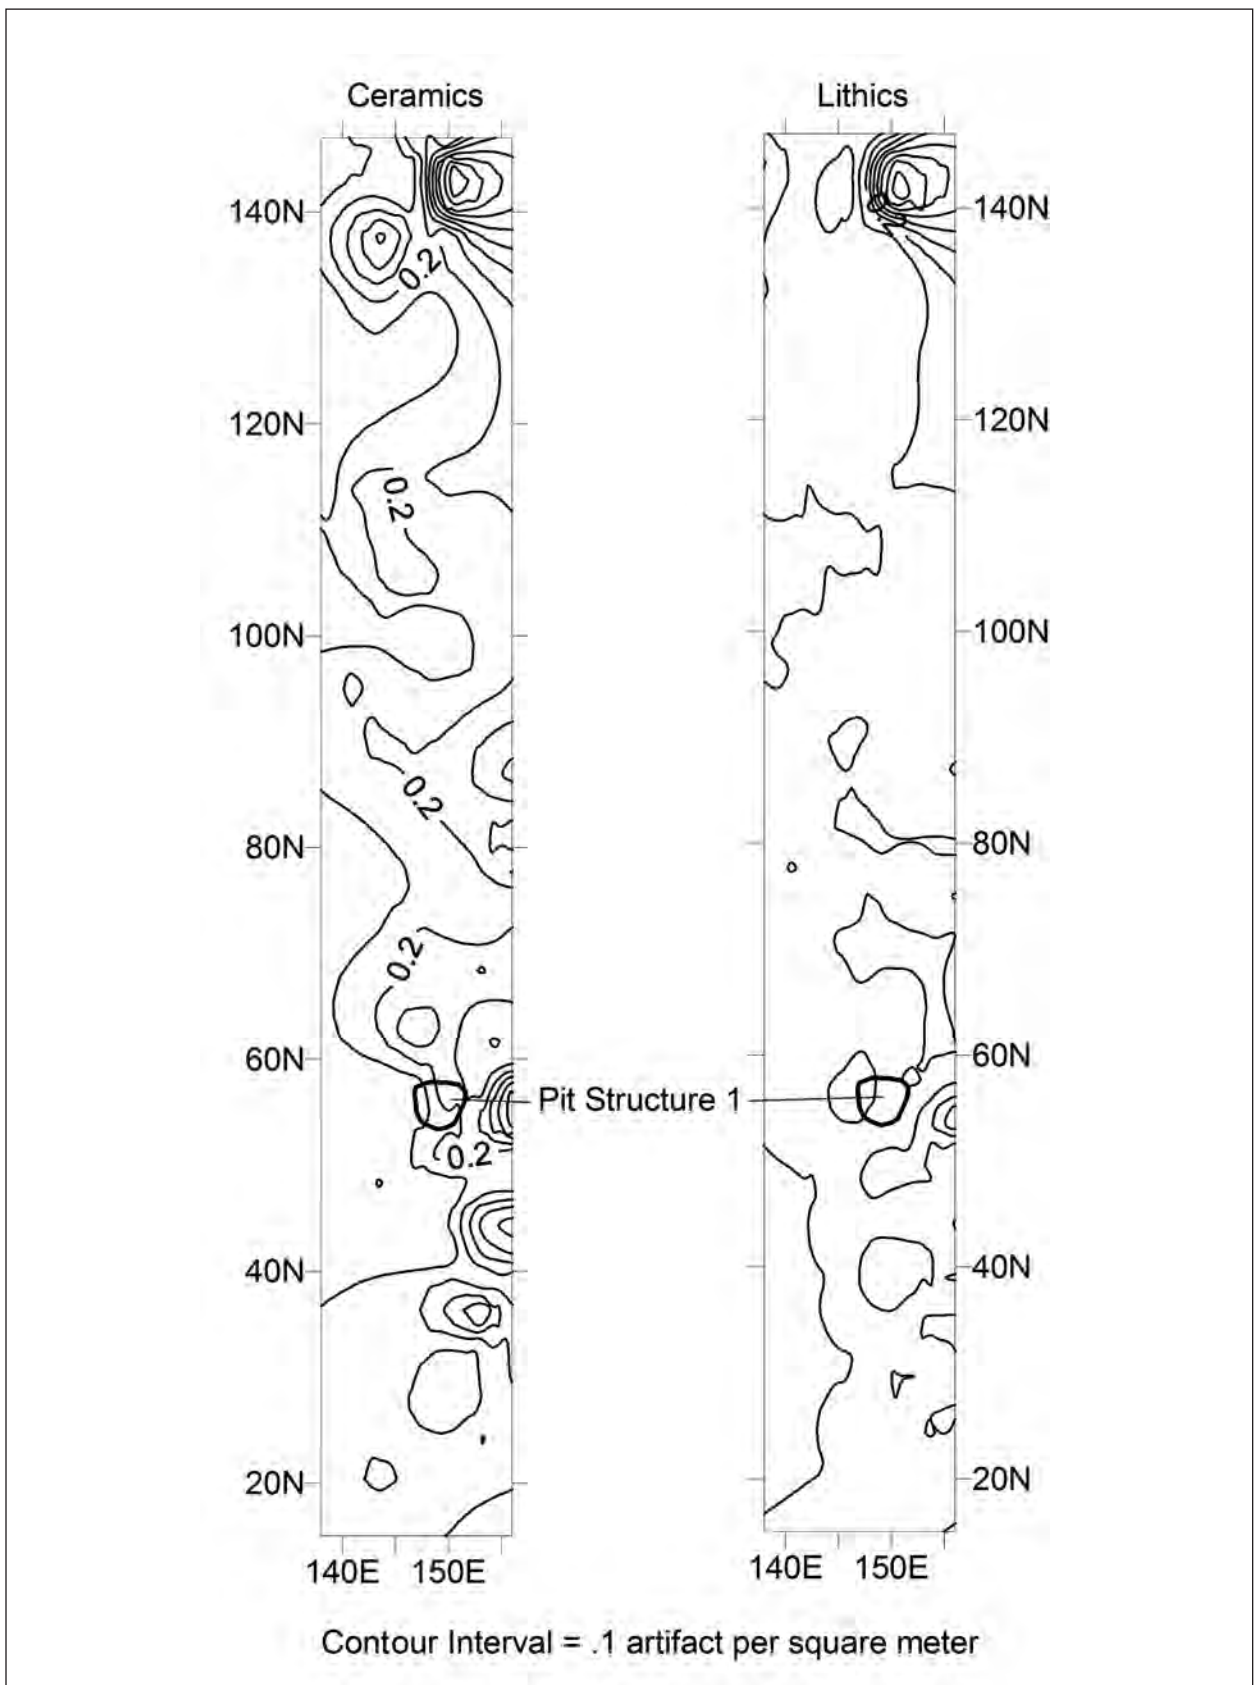 Ceramics
Lithics
140N
140N
0.2
120N
120N
0.2
100N
100N
0.2
80N
80N
0.2
60N
60N
Pit Structure 1
0.2
40N
40N
20N
20N
140E 150E
140E 150E
Contour Interval = .1 artifact per square meter